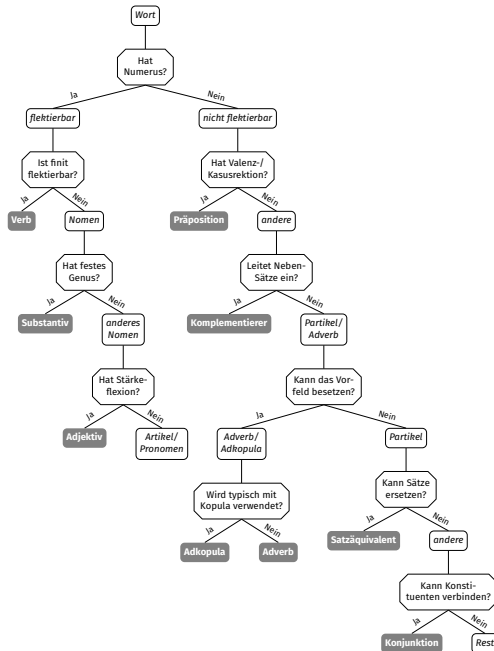 Wort
Hat
Numerus?
Ja
Nein
flektierbar
nicht flektierbar
Ist finit
flektierbar?
Hat Valenz-/
Kasusrektion?
Ja
Nein
Ja
Nein
Verb
Nomen
Präposition
andere
Hat festes
Genus?
Leitet Neben-
Sätze ein?
Ja
Nein
Ja
Nein
Substantiv
anderes
Nomen
Komplementierer
Partikel/
Adverb
Hat Stärke-
flexion?
Kann das Vor-
feld besetzen?
Ja
Nein
Ja
Nein
Adjektiv
Artikel/
Pronomen
Adverb/
Adkopula
Partikel
Wird typisch mit
Kopula verwendet?
Kann Sätze
ersetzen?
Ja
Nein
Ja
Nein
Adkopula
Adverb
Satzäquivalent
andere
Kann Konsti-
tuenten verbinden?
Ja
Nein
Konjunktion
Rest